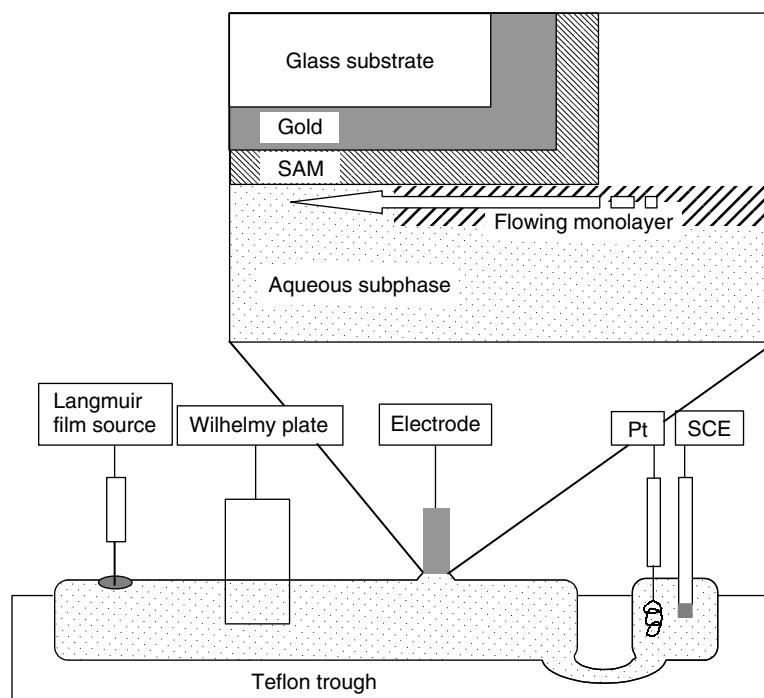 Glass substrate
Gold
SAM
Flowing monolayer
Aqueous subphase
Langmuir
film source
Wilhelmy plate
Electrode
Pt
SCE
Teflon trough